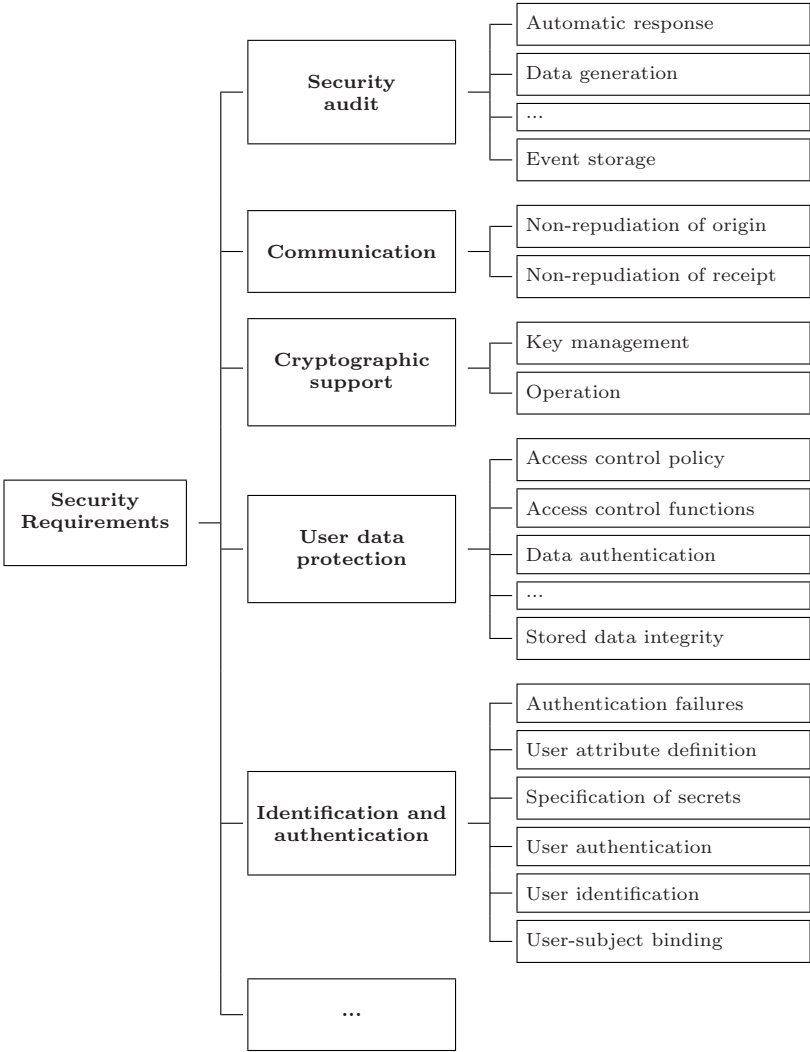 Security
Requirements
Security
audit
Automatic response
Data generation
...
Event storage
Communication
Non-repudiation of origin
Non-repudiation of receipt
Cryptographic
support
Key management
Operation
User data
protection
Access control policy
Access control functions
Data authentication
...
Stored data integrity
Identification and
authentication
Authentication failures
User attribute definition
Specification of secrets
User authentication
User identification
User-subject binding
...